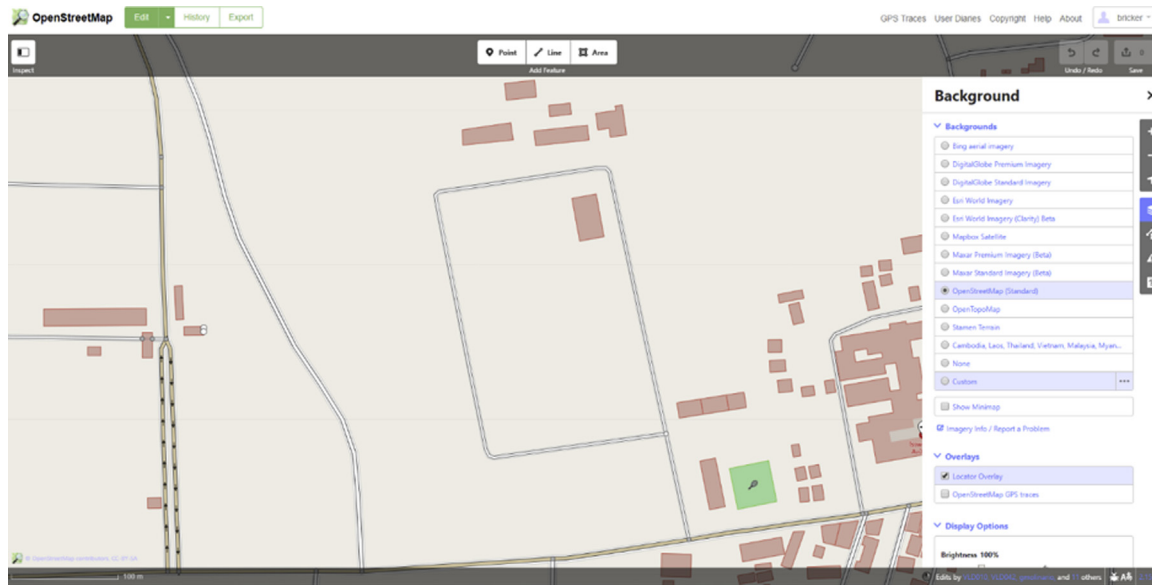 OpenStreetMap
Edit
History
Export
GPS Traces User Diaries Copyright Help About
bricker
Inspect
Point
Line
Area
Add Feature
Undo / Redo
Save
0
Background
Backgrounds
Bing aerial imagery
DigitalGlobe Premium Imagery
DigitalGlobe Standard Imagery
Esri World Imagery
Esri World Imagery (Clarity) Beta
Mapbox Satellite
Maxar Premium Imagery (Beta)
Maxar Standard Imagery (Beta)
OpenStreetMap (Standard)
OpenTopoMap
Stamen Terrain
Cambodia, Laos, Thailand, Vietnam, Malaysia, Myan...
None
Custom
Show Minimap
Imagery Info / Report a Problem
Overlays
Locator Overlay
OpenStreetMap GPS traces
Display Options
Brightness 100%
© OpenStreetMap contributors, CC-BY-SA
100 m
Edits by
and 11 others